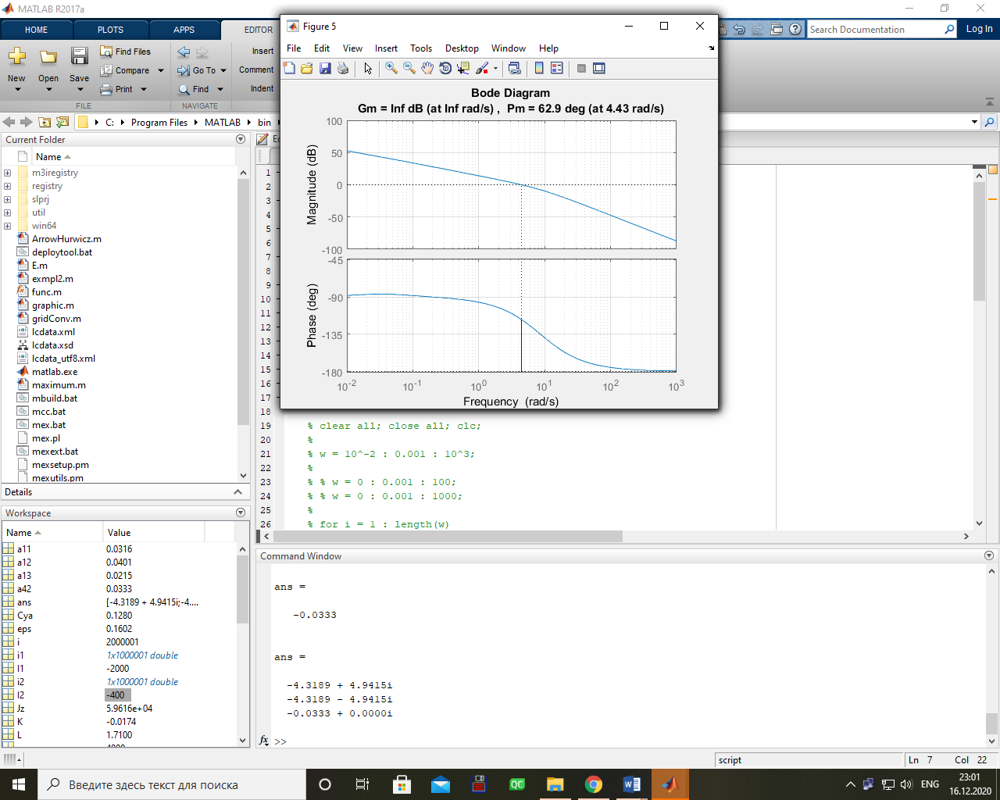 MATLAB R2017a
HOME
PLOTS
APPS
EDITOR
Search Documentation
Log In
New
Open
Save
Find Files
Compare
Print
Go To
Find
Insert
Comment
Indent
FILE
NAVIGATE
C:
Program Files
MATLAB
bin
Current Folder
Name
m3iregistry
registry
slprj
util
win64
ArrowHurwicz.m
deploytool.bat
E.m
exmpl2.m
func.m
graphic.m
gridConv.m
lcdata.xml
lcdata.xsd
lcdata_utf8.xml
matlab.exe
maximum.m
mbuild.bat
mcc.bat
mex.bat
mex.pl
mexext.bat
mexsetup.pm
mexutils.pm
Details
Workspace
Name Value
a11 0.0316
a12 0.0401
a13 0.0215
a42 0.0333
ans [-4.3189 + 4.9415i;-4....
Cya 0.1280
eps 0.1602
i 2000001
i1 1x1000001 double
l1 -2000
i2 1x1000001 double
l2 -400
Jz 5.9616e+04
K -0.0174
L 1.7100
Figure 5
File Edit View Insert Tools Desktop Window Help
Bode Diagram
Gm = Inf dB (at Inf rad/s) , Pm = 62.9 deg (at 4.43 rad/s)
Magnitude (dB)
100
50
0
-50
-100
Phase (deg)
-45
-90
-135
-180
10^-2 10^-1 10^0 10^1 10^2 10^3
Frequency (rad/s)
1
2
3
4
5
6
7
8
9
10
11
12
13
14
15
16
17
18
19 % clear all; close all; clc;
20 %
21 % w = 10^-2 : 0.001 : 10^3;
22 %
23 % % w = 0 : 0.001 : 100;
24 % % w = 0 : 0.001 : 1000;
25 %
26 % for i = 1 : length(w)
Command Window
ans =
-0.0333
ans =
-4.3189 + 4.9415i
-4.3189 - 4.9415i
-0.0333 + 0.0000i
fx >>
script
Ln 7 Col 22
Введите здесь текст для поиска
QC
ENG
23:01
16.12.2020